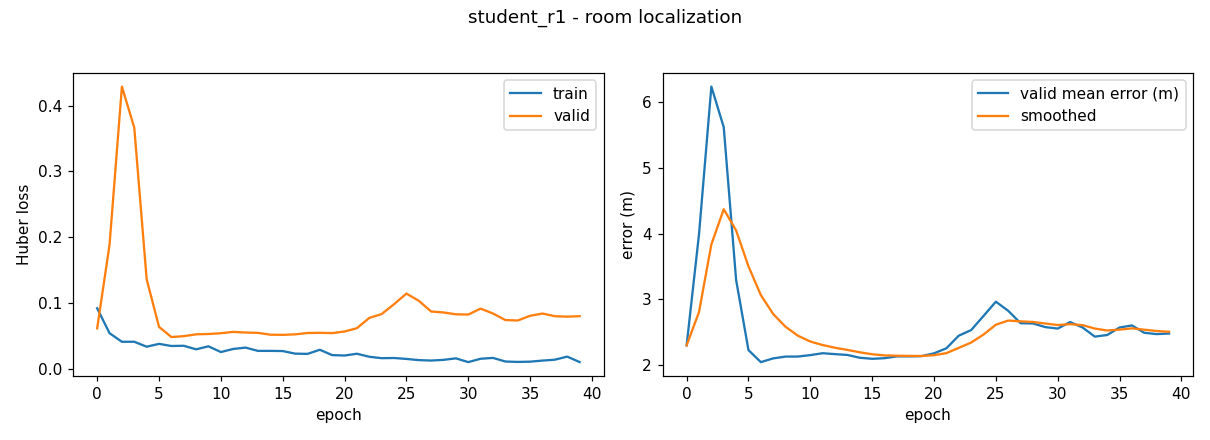 student_r1 - room localization
train
valid
0.4
0.3
0.2
0.1
0.0
Huber loss
0 5 10 15 20 25 30 35 40
epoch
valid mean error (m)
smoothed
6
5
4
3
2
error (m)
0 5 10 15 20 25 30 35 40
epoch